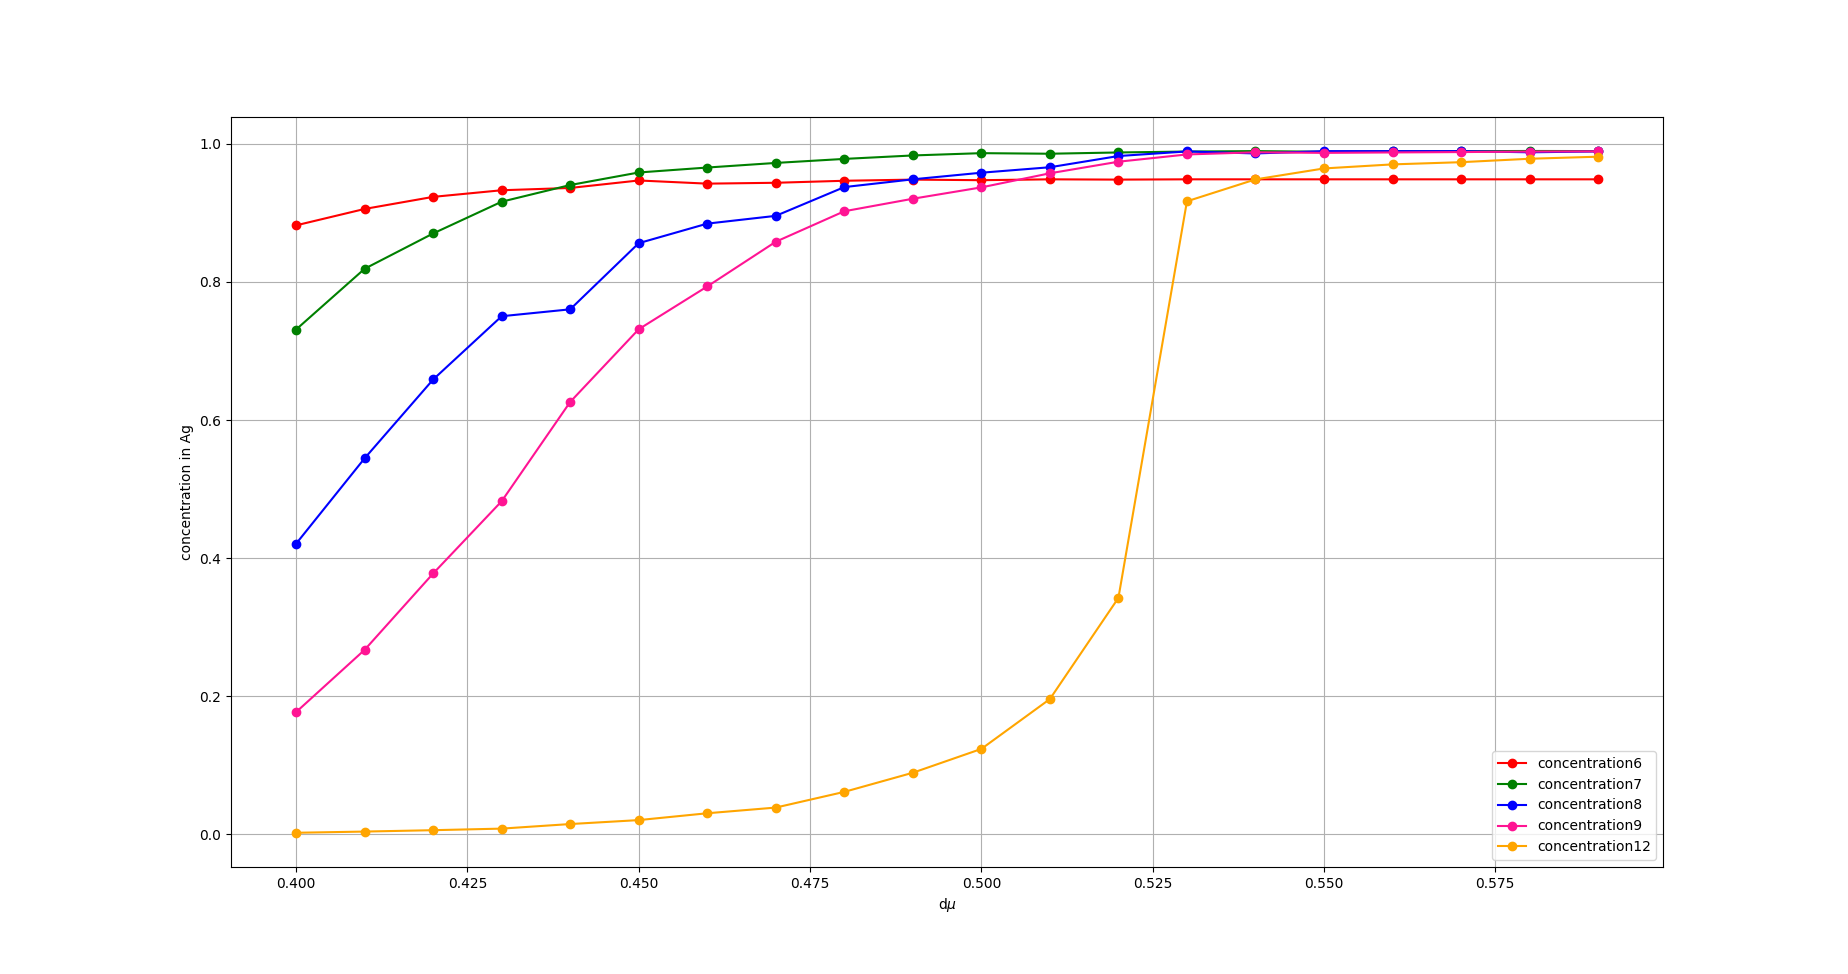 1.0
0.8
0.6
0.4
0.2
0.0
concentration in Ag
0.400 0.425 0.450 0.475 0.500 0.525 0.550 0.575
dμ
concentration6
concentration7
concentration8
concentration9
concentration12